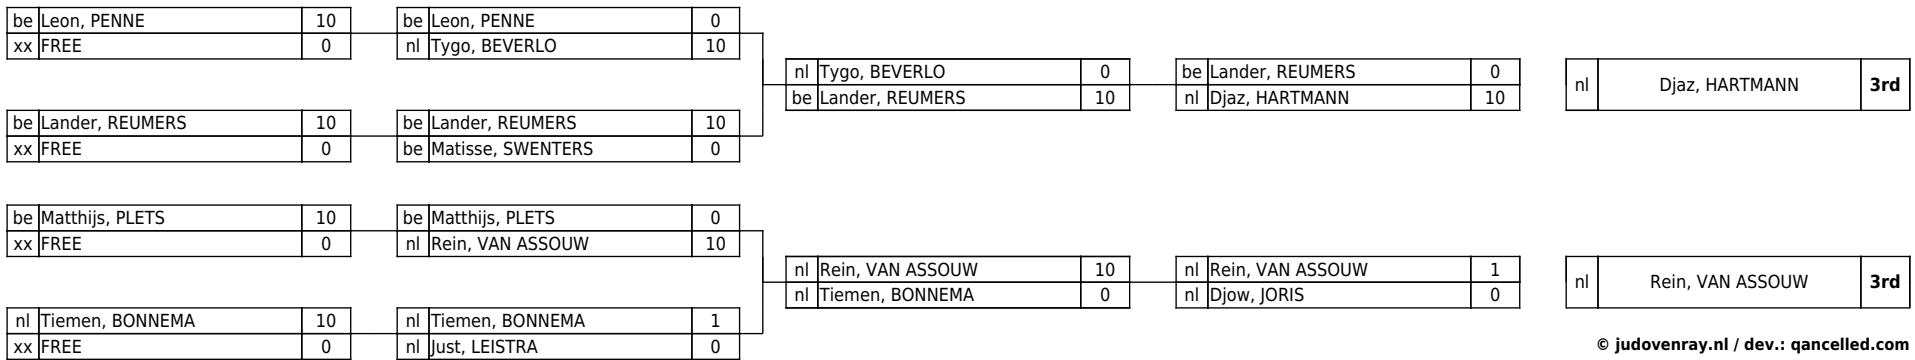 be Leon, PENNE 10 be Leon, PENNE 0
xx FREE 0 nl Tygo, BEVERLO 10
nl Tygo, BEVERLO 0 be Lander, REUMERS 0
nl Djaz, HARTMANN 3rd
be Lander, REUMERS 10 nl Djaz, HARTMANN 10
be Lander, REUMERS 10 be Lander, REUMERS 10
xx FREE 0 be Matisse, SWENTERS 0
be Matthijs, PLETS 10 be Matthijs, PLETS 0
xx FREE 0 nl Rein, VAN ASSOUW 10
nl Rein, VAN ASSOUW 10 nl Rein, VAN ASSOUW 1
nl Rein, VAN ASSOUW 3rd
nl Tiemen, BONNEMA 0 nl Djow, JORIS 0
nl Tiemen, BONNEMA 10 nl Tiemen, BONNEMA 1
xx FREE 0 nl Just, LEISTRA 0
© judovenray.nl / dev.: qancelled.com